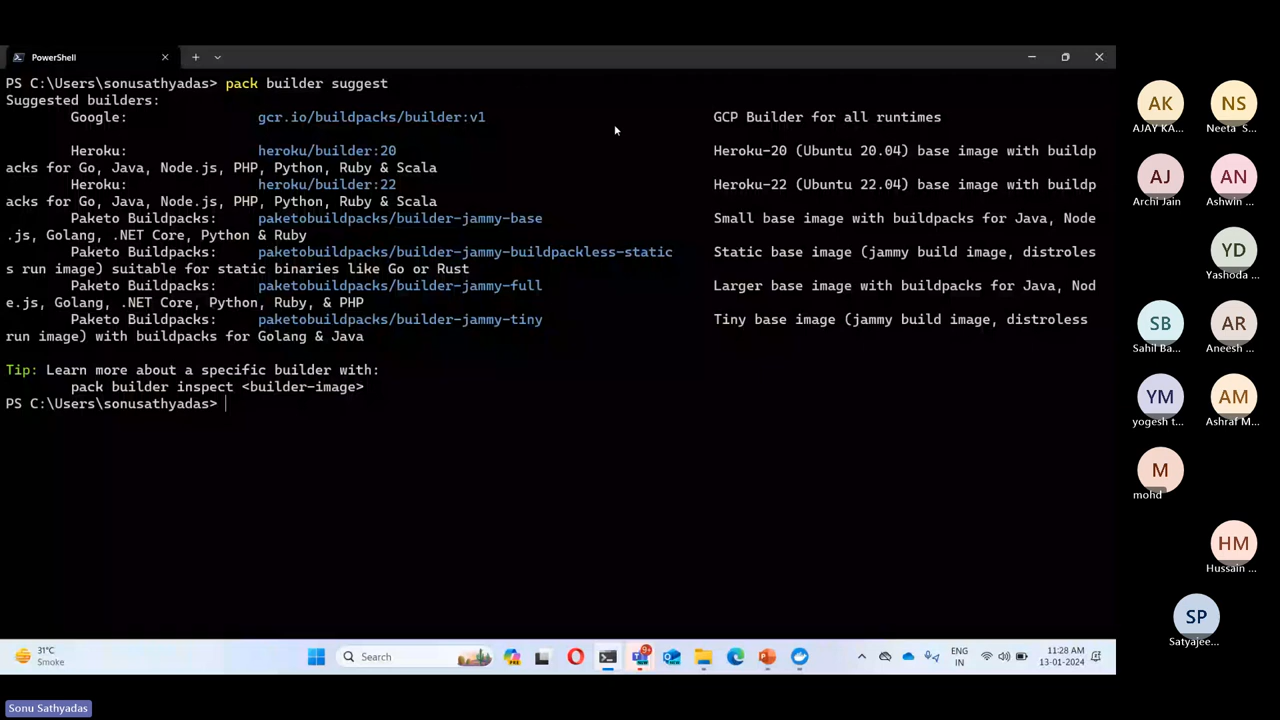 PowerShell
PS C:\Users\sonusathyadas> pack builder suggest
Suggested builders:
Google: gcr.io/buildpacks/builder:v1 GCP Builder for all runtimes
Heroku: heroku/builder:20 Heroku-20 (Ubuntu 20.04) base image with buildp
acks for Go, Java, Node.js, PHP, Python, Ruby & Scala
Heroku: heroku/builder:22 Heroku-22 (Ubuntu 22.04) base image with buildp
acks for Go, Java, Node.js, PHP, Python, Ruby & Scala
Paketo Buildpacks: paketobuildpacks/builder-jammy-base Small base image with buildpacks for Java, Node
.js, Golang, .NET Core, Python & Ruby
Paketo Buildpacks: paketobuildpacks/builder-jammy-buildpackless-static Static base image (jammy build image, distroles
s run image) suitable for static binaries like Go or Rust
Paketo Buildpacks: paketobuildpacks/builder-jammy-full Larger base image with buildpacks for Java, Nod
e.js, Golang, .NET Core, Python, Ruby, & PHP
Paketo Buildpacks: paketobuildpacks/builder-jammy-tiny Tiny base image (jammy build image, distroless
run image) with buildpacks for Golang & Java
Tip: Learn more about a specific builder with:
pack builder inspect <builder-image>
PS C:\Users\sonusathyadas>
AK NS
AJAY KA... Neeta S...
AJ AN
Archi Jain Ashwin ...
YD
Yashoda ...
SB AR
Sahil Ba... Aneesh ...
YM AM
yogesh t... Ashraf M...
M
mohd
HM
Hussain ...
SP
Satyajee...
31°C
Smoke
Search
PRE
9+
NEW
ENG
IN
11:28 AM
13-01-2024
Sonu Sathyadas